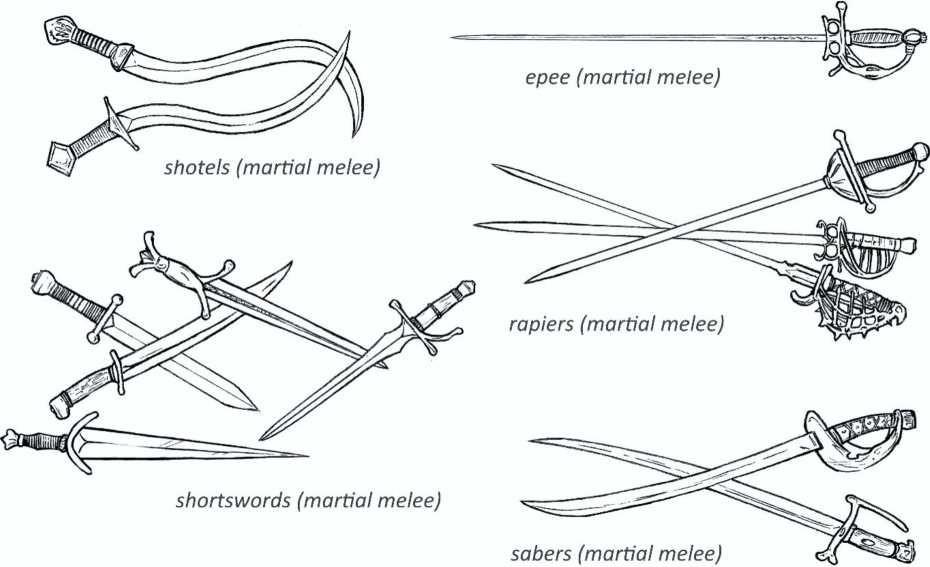 epee (martial melee)
shotels (martial melee)
rapiers (martial melee)
shortswords (martial melee)
sabers (martial melee)